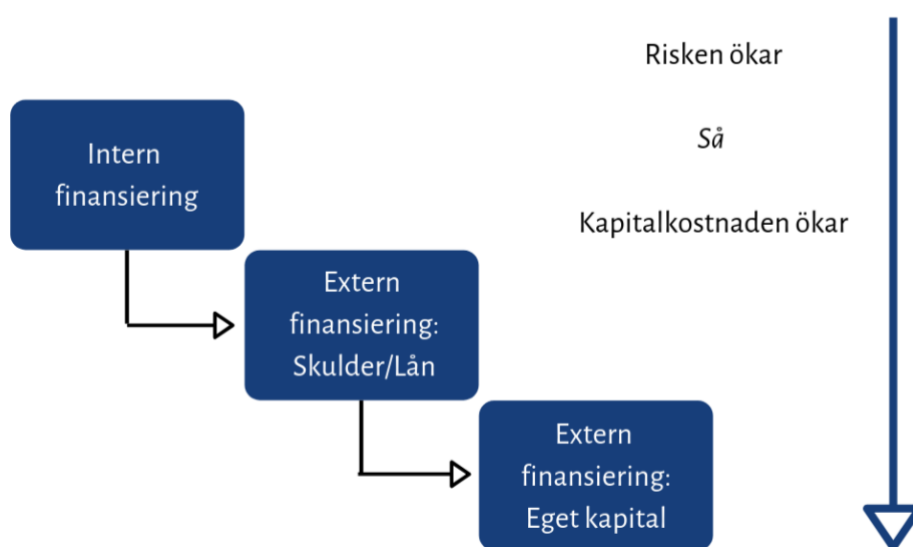 Risken ökar
Så
Kapitalkostnaden ökar
Intern
finansiering
Extern
finansiering:
Skulder/Lån
Extern
finansiering:
Eget kapital